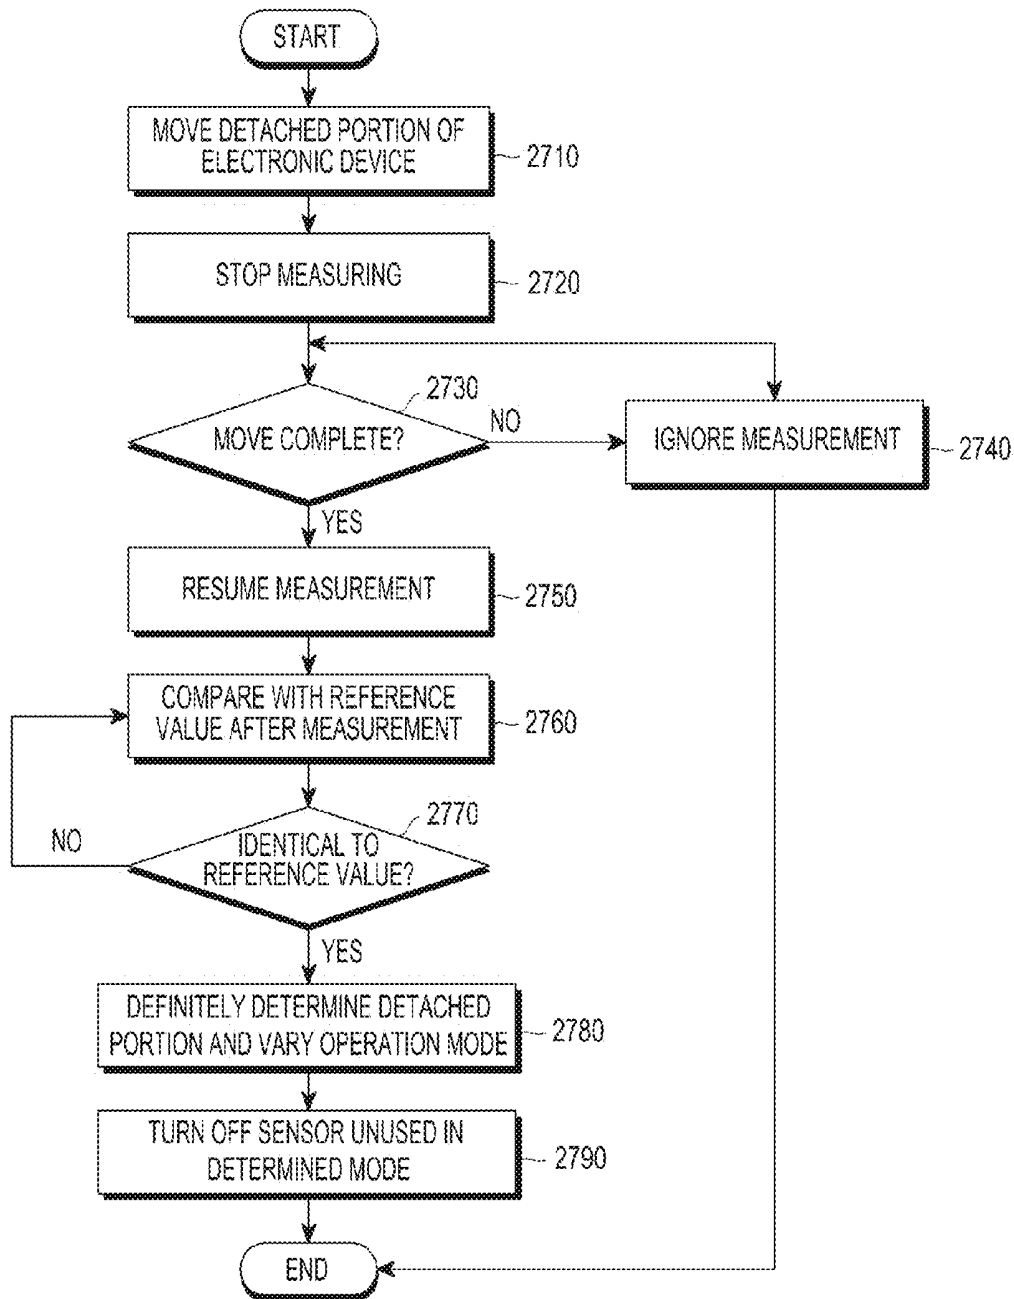 START
MOVE DETACHED PORTION OF
ELECTRONIC DEVICE
2710
STOP MEASURING
2720
2730
MOVE COMPLETE?
NO
IGNORE MEASUREMENT
2740
YES
RESUME MEASUREMENT
2750
COMPARE WITH REFERENCE
VALUE AFTER MEASUREMENT
2760
2770
IDENTICAL TO
REFERENCE VALUE?
NO
YES
DEFINITELY DETERMINE DETACHED
PORTION AND VARY OPERATION MODE
2780
TURN OFF SENSOR UNUSED IN
DETERMINED MODE
2790
END